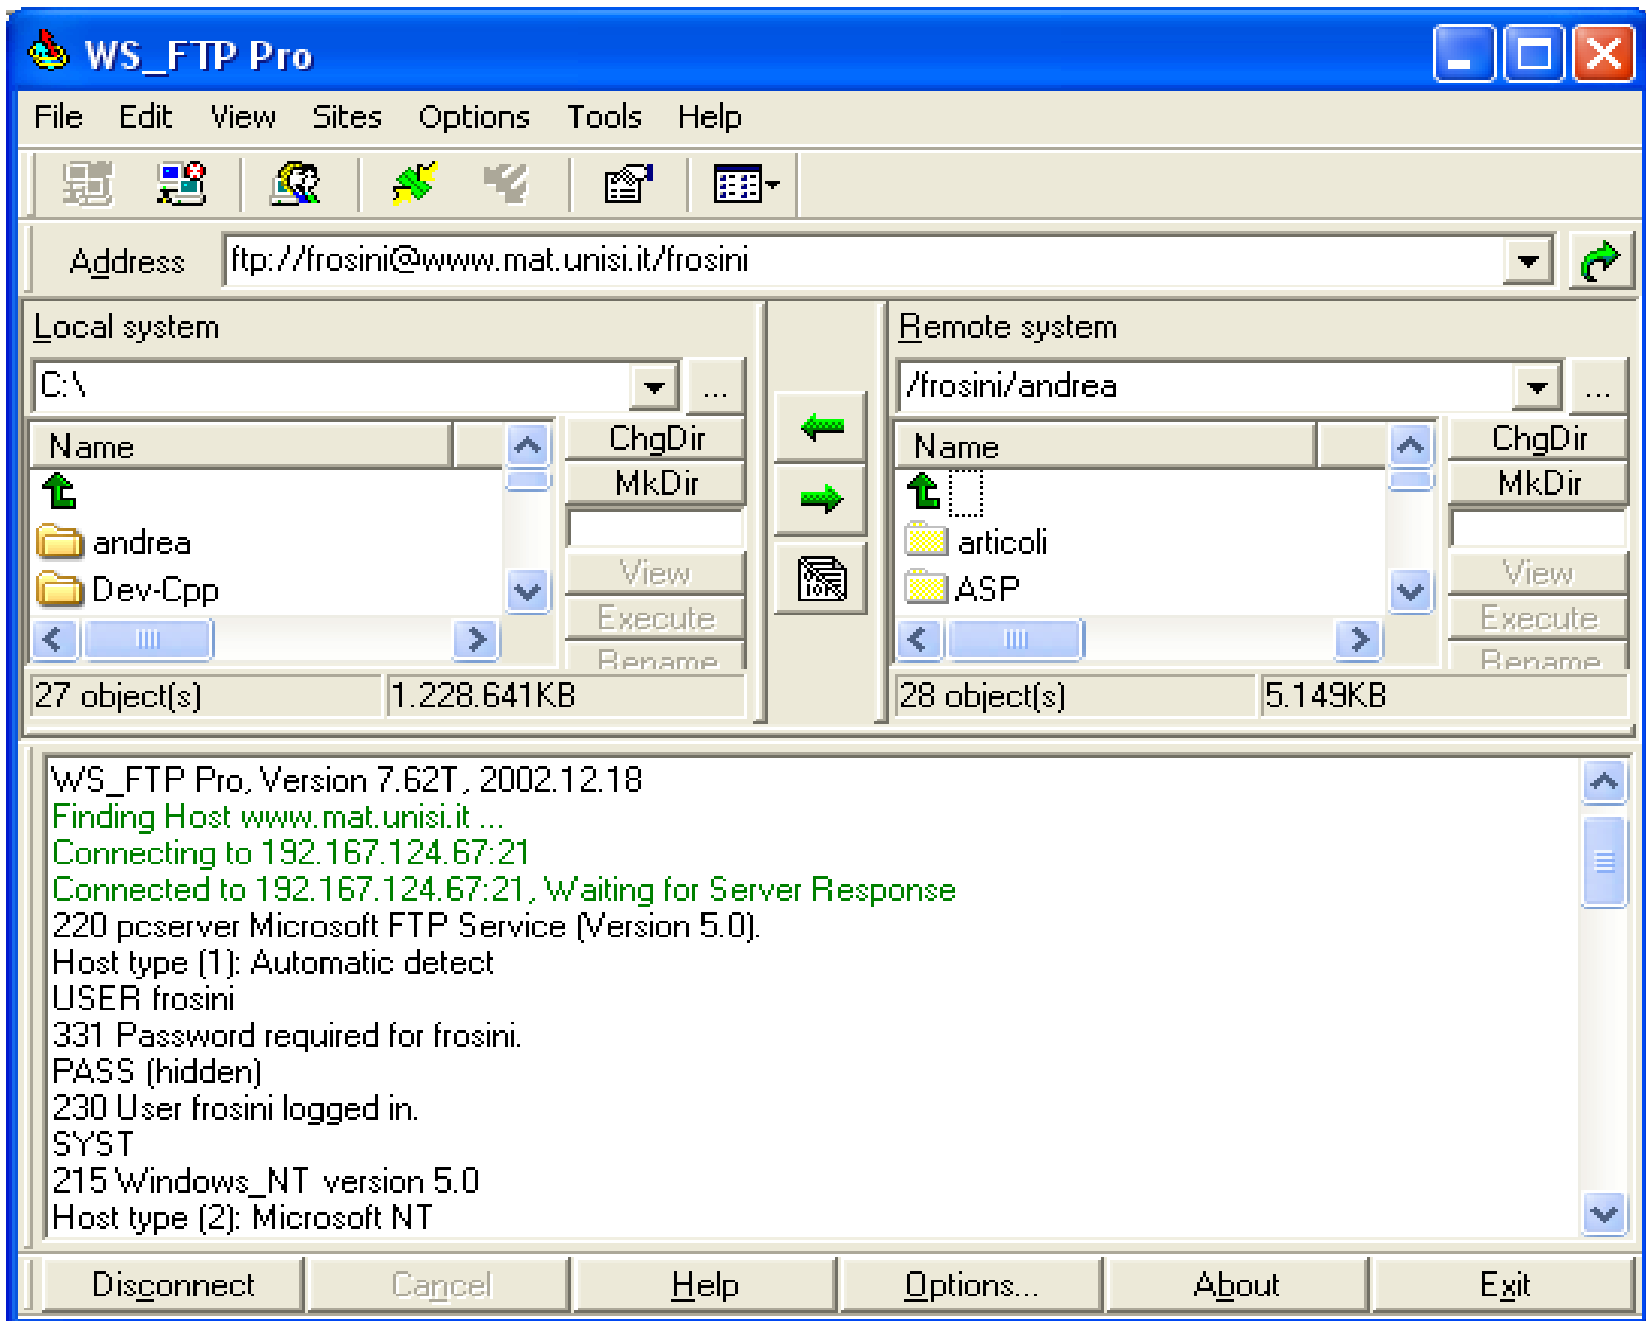 WS_FTP Pro
File Edit View Sites Options Tools Help
Address ftp://frosini@www.mat.unisi.it/frosini
Local system
C:\ ...
Name
andrea
Dev-Cpp
ChgDir
MkDir
View
Execute
Rename
27 object(s) 1.228.641KB
Remote system
/frosini/andrea ...
Name
articoli
ASP
ChgDir
MkDir
View
Execute
Rename
28 object(s) 5.149KB
WS_FTP Pro, Version 7.62T, 2002.12.18
Finding Host www.mat.unisi.it ...
Connecting to 192.167.124.67:21
Connected to 192.167.124.67:21, Waiting for Server Response
220 pcserver Microsoft FTP Service (Version 5.0).
Host type (1): Automatic detect
USER frosini
331 Password required for frosini.
PASS (hidden)
230 User frosini logged in.
SYST
215 Windows_NT version 5.0
Host type (2): Microsoft NT
Disconnect Cancel Help Options... About Exit